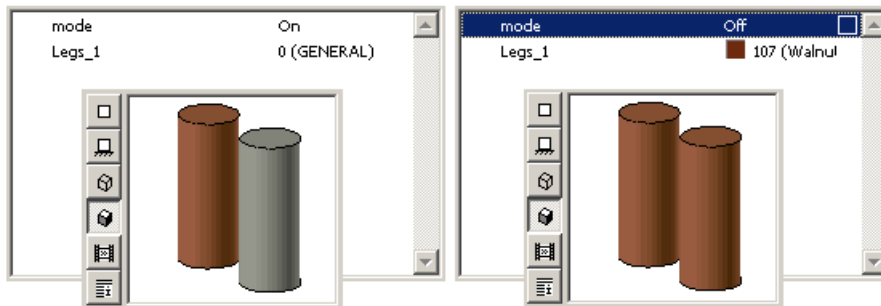 mode On
Legs_1 0 (GENERAL)
mode Off
Legs_1 107 (Walnut